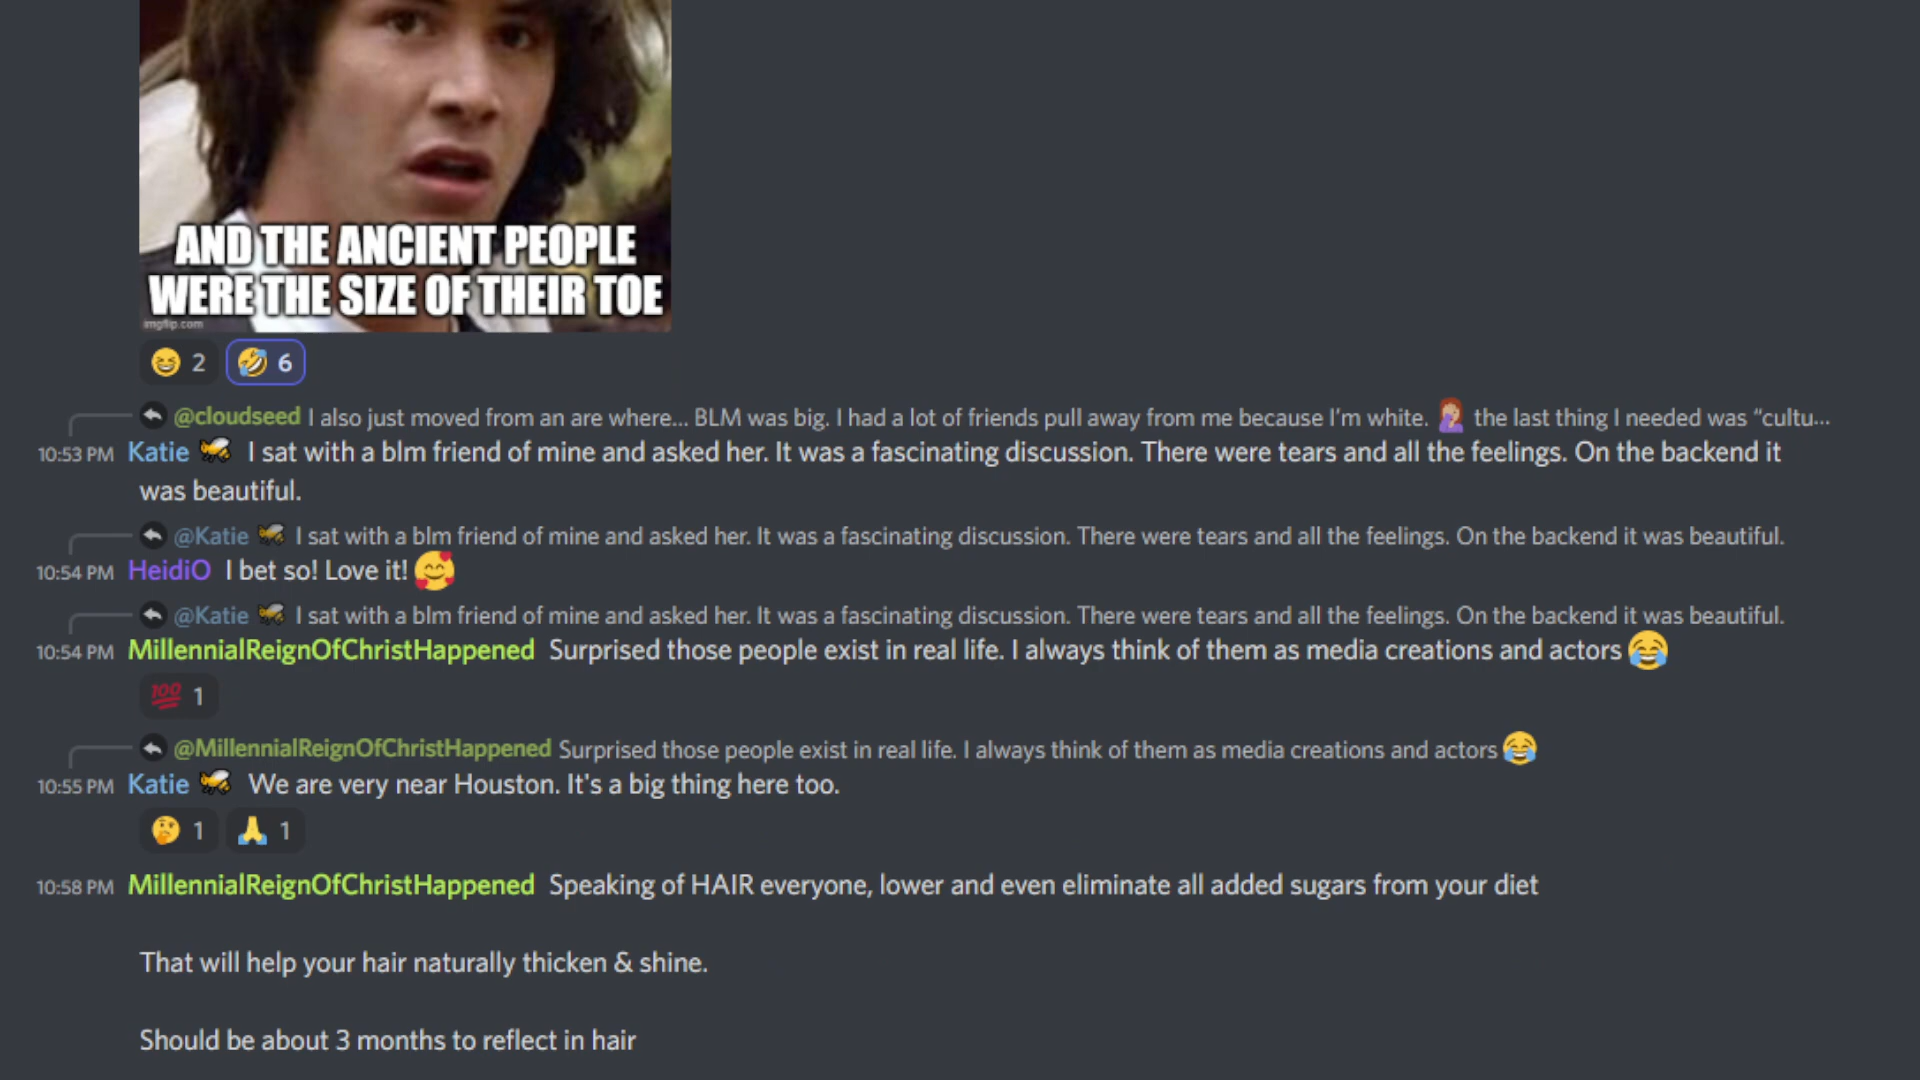 AND THE ANCIENT PEOPLE
WERE THE SIZE OF THEIR TOE
imgflip.com
2 6
@cloudseed I also just moved from an are where... BLM was big. I had a lot of friends pull away from me because I'm white. the last thing I needed was "cultu...
10:53 PM Katie I sat with a blm friend of mine and asked her. It was a fascinating discussion. There were tears and all the feelings. On the backend it
was beautiful.
@Katie I sat with a blm friend of mine and asked her. It was a fascinating discussion. There were tears and all the feelings. On the backend it was beautiful.
10:54 PM HeidiO I bet so! Love it!
@Katie I sat with a blm friend of mine and asked her. It was a fascinating discussion. There were tears and all the feelings. On the backend it was beautiful.
10:54 PM MillennialReignOfChristHappened Surprised those people exist in real life. I always think of them as media creations and actors
100 1
@MillennialReignOfChristHappened Surprised those people exist in real life. I always think of them as media creations and actors
10:55 PM Katie We are very near Houston. It's a big thing here too.
1 1
10:58 PM MillennialReignOfChristHappened Speaking of HAIR everyone, lower and even eliminate all added sugars from your diet
That will help your hair naturally thicken & shine.
Should be about 3 months to reflect in hair